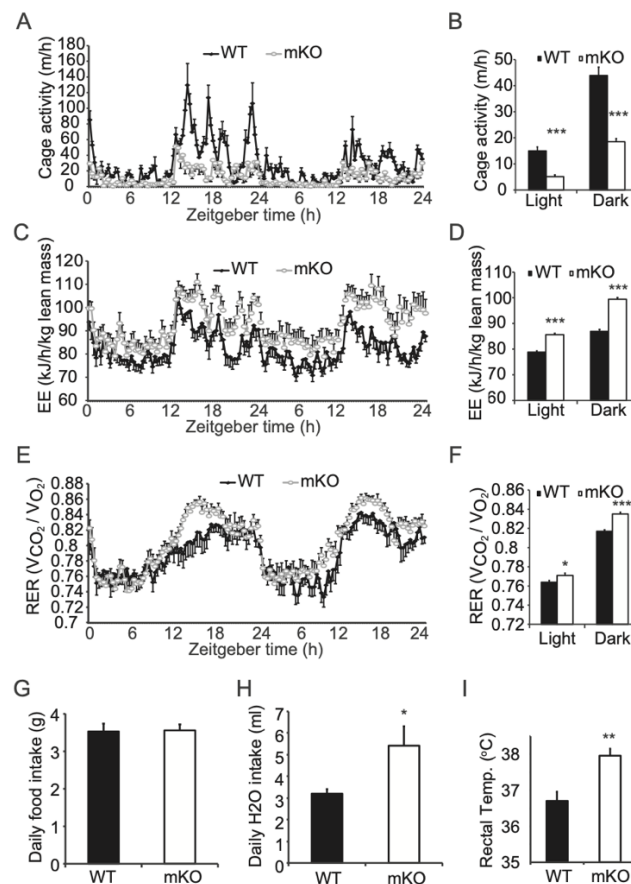 A
Cage activity (m/h)
180
160
140
120
100
80
60
40
20
0
WT mKO
0 6 12 18 24 6 12 18 24
Zeitgeber time (h)
B
Cage activity (m/h)
50
40
30
20
10
0
WT mKO
***
***
Light Dark
C
EE (kJ/h/kg lean mass)
120
110
100
90
80
70
60
WT mKO
0 6 12 18 24 6 12 18 24
Zeitgeber time (h)
D
EE (kJ/h/kg lean mass)
110
100
90
80
70
60
WT mKO
***
***
Light Dark
E
RER (VCO2 / VO2)
0.88
0.86
0.82
0.8
0.76
0.74
0.7
WT mKO
0 6 12 18 24 6 12 18 24
Zeitgeber time (h)
F
RER (VCO2 / VO2)
0.86
0.84
0.82
0.80
0.78
0.76
0.74
0.72
WT mKO
*
***
Light Dark
G
Daily food intake (g)
4
3
2
1
0
WT mKO
H
Daily H2O intake (ml)
7
6
5
4
3
2
1
0
*
WT mKO
I
Rectal Temp. (°C)
38
37
36
35
**
WT mKO